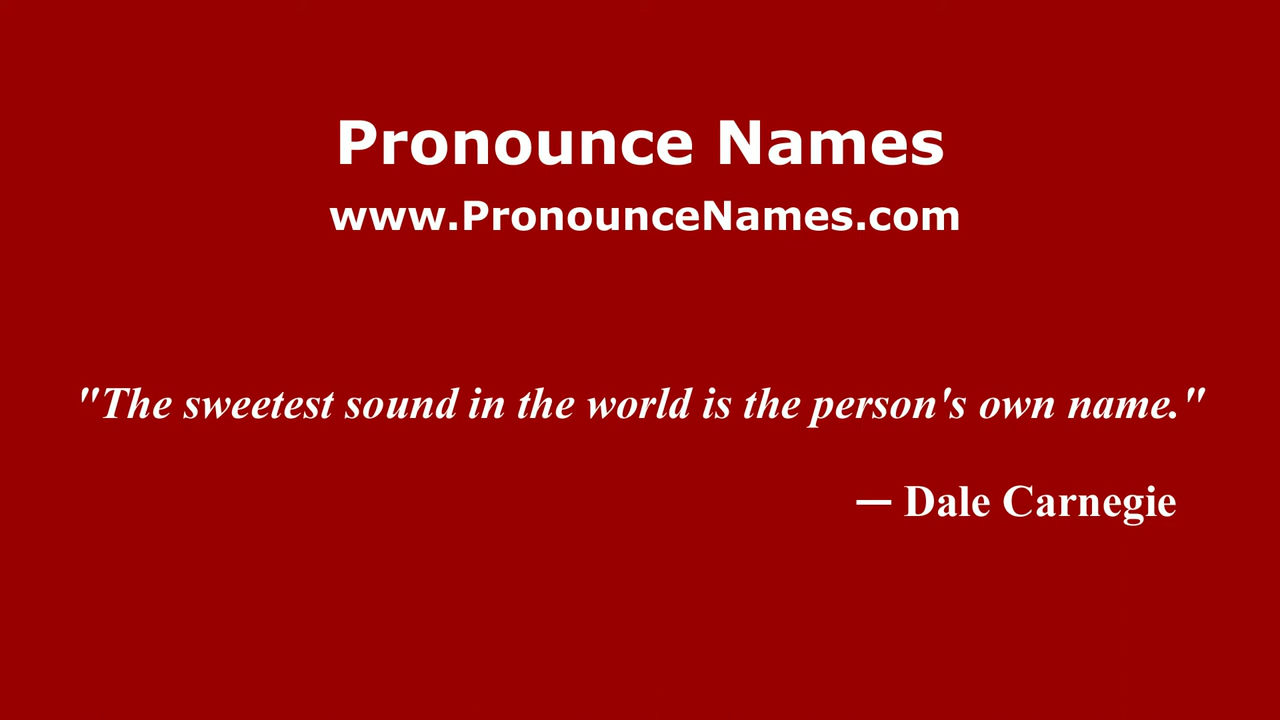 Pronounce Names
www.PronounceNames.com
"The sweetest sound in the world is the person's own name."
— Dale Carnegie